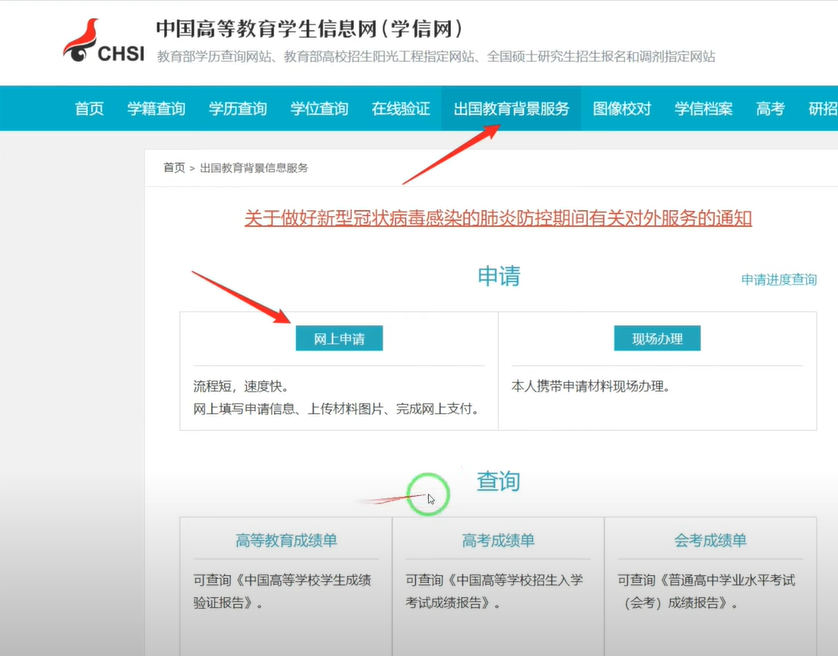 中国高等教育学生信息网(学信网)
CHSI
教育部学历查询网站、教育部高校招生阳光工程指定网站、全国硕士研究生招生报名和调剂指定网站
首页 学籍查询 学历查询 学位查询 在线验证 出国教育背景服务 图像校对 学信档案 高考 研招
首页 > 出国教育背景信息服务
关于做好新型冠状病毒感染的肺炎防控期间有关对外服务的通知
申请
申请进度查询
网上申请
流程短，速度快。
网上填写申请信息、上传材料图片、完成网上支付。
现场办理
本人携带申请材料现场办理。
查询
高等教育成绩单
可查询《中国高等学校学生成绩
验证报告》。
高考成绩单
可查询《中国高等学校招生入学
考试成绩报告》。
会考成绩单
可查询《普通高中学业水平考试
（会考）成绩报告》。